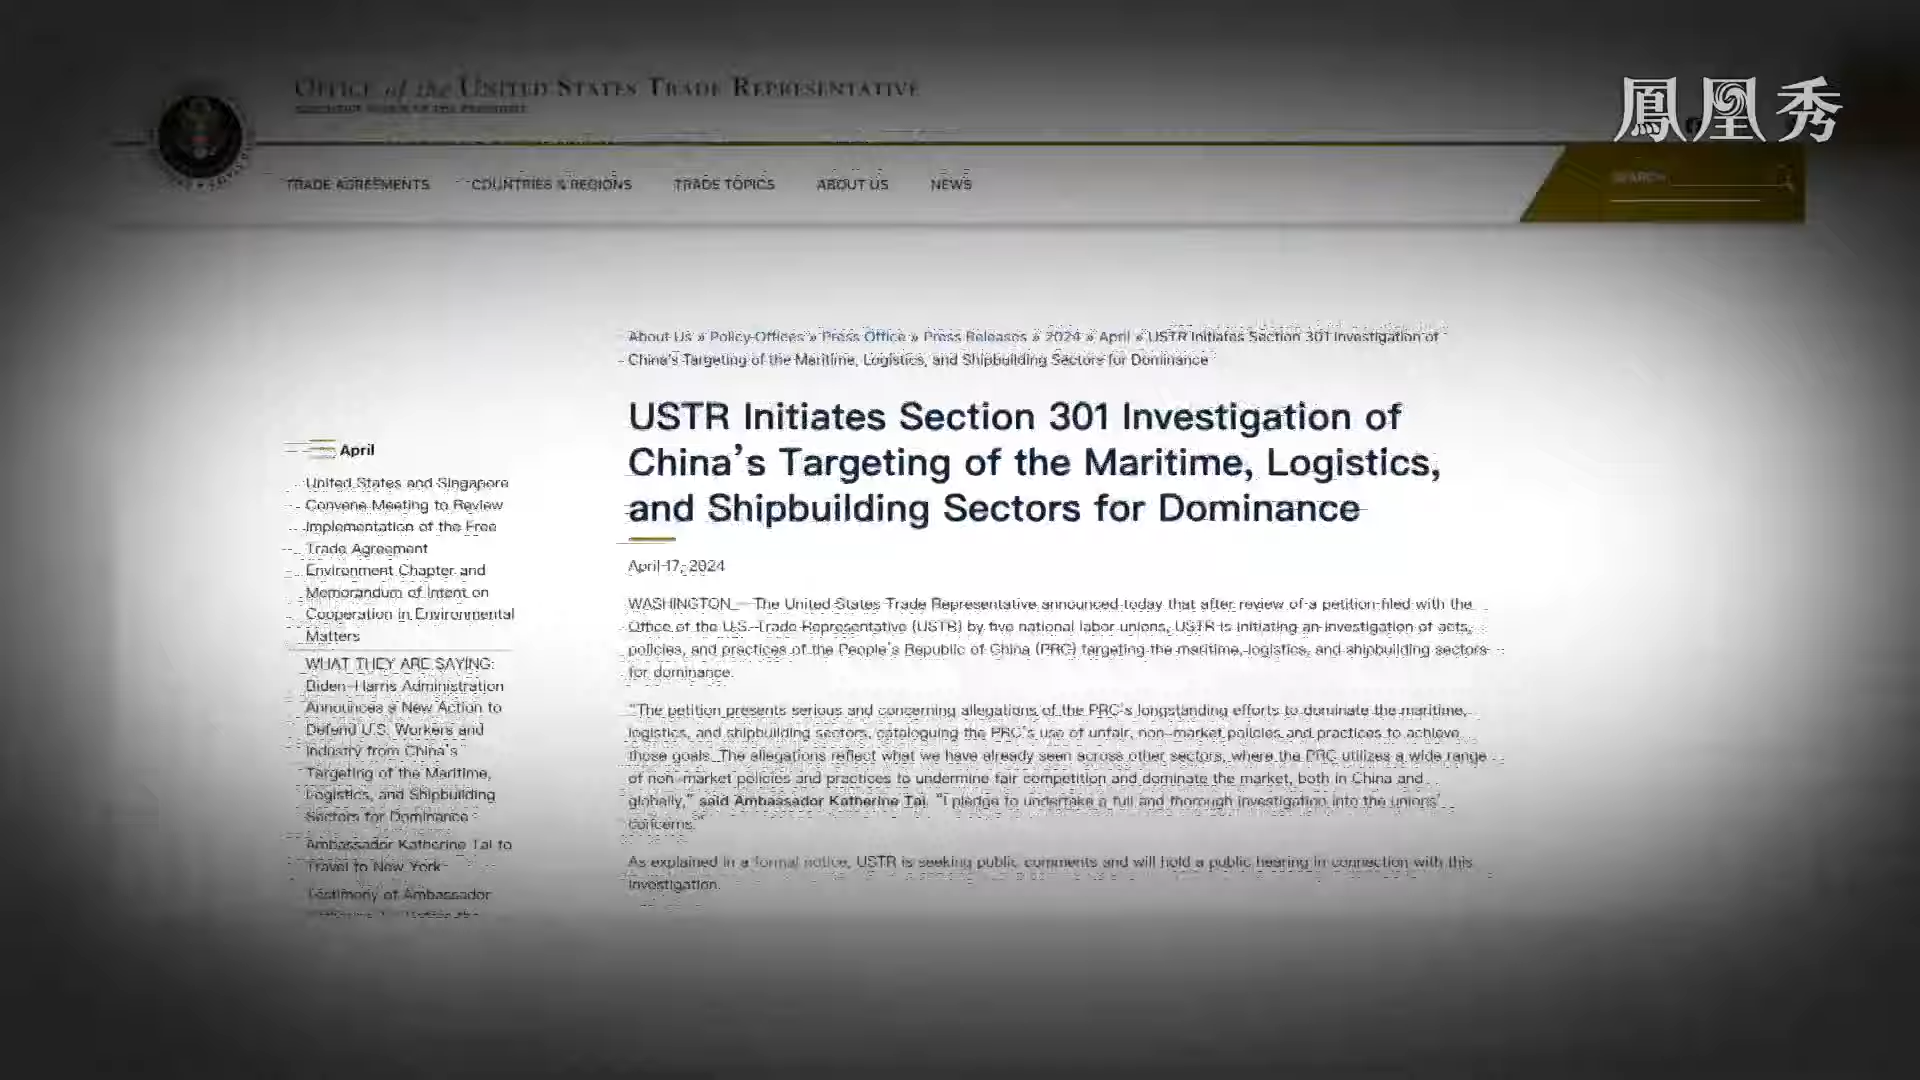 OFFICE of the UNITED STATES TRADE REPRESENTATIVE
EXECUTIVE OFFICE OF THE PRESIDENT
鳳凰秀
TRADE AGREEMENTS COUNTRIES & REGIONS TRADE TOPICS ABOUT US NEWS
SEARCH
About Us » Policy Offices » Press Office » Press Releases » 2024 » April » USTR Initiates Section 301 Investigation of
China's Targeting of the Maritime, Logistics, and Shipbuilding Sectors for Dominance
USTR Initiates Section 301 Investigation of
China's Targeting of the Maritime, Logistics,
and Shipbuilding Sectors for Dominance
April 17, 2024
WASHINGTON – The United States Trade Representative announced today that after review of a petition filed with the
Office of the U.S. Trade Representative (USTR) by five national labor unions, USTR is initiating an investigation of acts,
policies, and practices of the People's Republic of China (PRC) targeting the maritime, logistics, and shipbuilding sectors
for dominance.
"The petition presents serious and concerning allegations of the PRC's longstanding efforts to dominate the maritime,
logistics, and shipbuilding sectors, cataloguing the PRC's use of unfair, non-market policies and practices to achieve
those goals. The allegations reflect what we have already seen across other sectors, where the PRC utilizes a wide range
of non-market policies and practices to undermine fair competition and dominate the market, both in China and
globally," said Ambassador Katherine Tai. "I pledge to undertake a full and thorough investigation into the unions'
concerns."
As explained in a formal notice, USTR is seeking public comments and will hold a public hearing in connection with this
investigation.
April
United States and Singapore
Convene Meeting to Review
Implementation of the Free
Trade Agreement
Environment Chapter and
Memorandum of Intent on
Cooperation in Environmental
Matters
WHAT THEY ARE SAYING:
Biden-Harris Administration
Announces a New Action to
Defend U.S. Workers and
Industry from China's
Targeting of the Maritime,
Logistics, and Shipbuilding
Sectors for Dominance
Ambassador Katherine Tai to
Travel to New York
Testimony of Ambassador